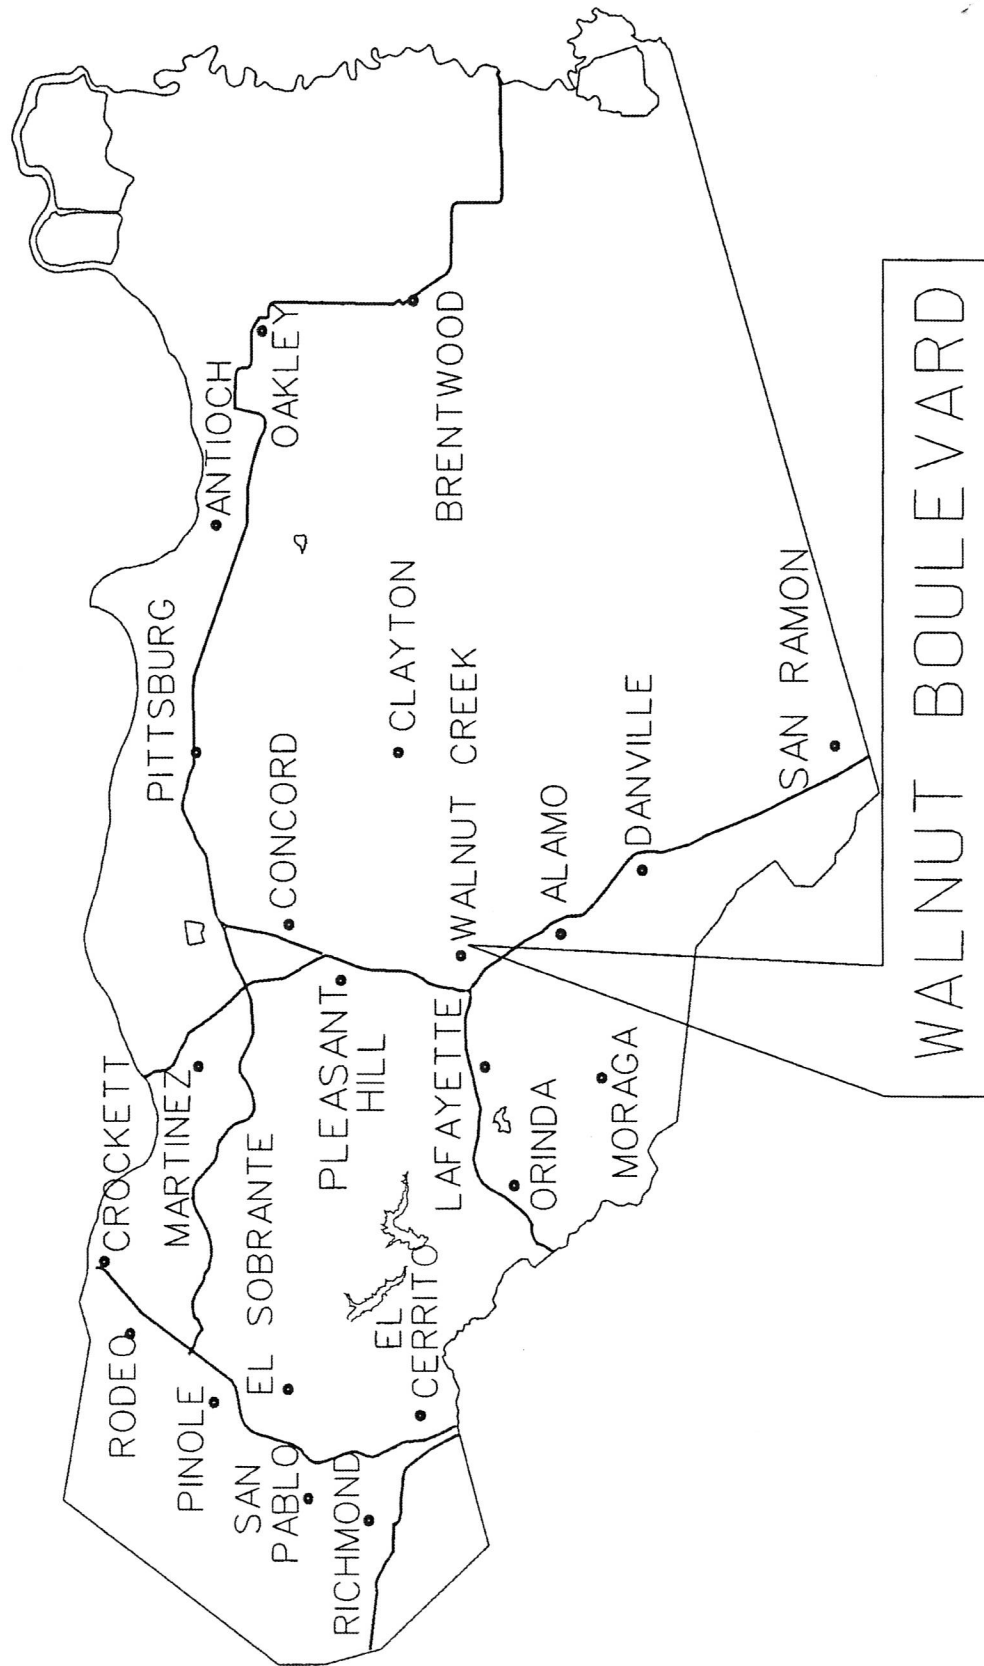 CROCKETT
RODEO
MARTINEZ
PINOLE
EL SOBRANTE
SAN
PABLO
RICHMOND
EL
CERRITO
PLEASANT
HILL
LAFAYETTE
ORINDA
MORAGA
PITTSBURG
CONCORD
CLAYTON
WALNUT CREEK
ALAMO
DANVILLE
SAN RAMON
ANTIOCH
OAKLEY
BRENTWOOD
WALNUT BOULEVARD